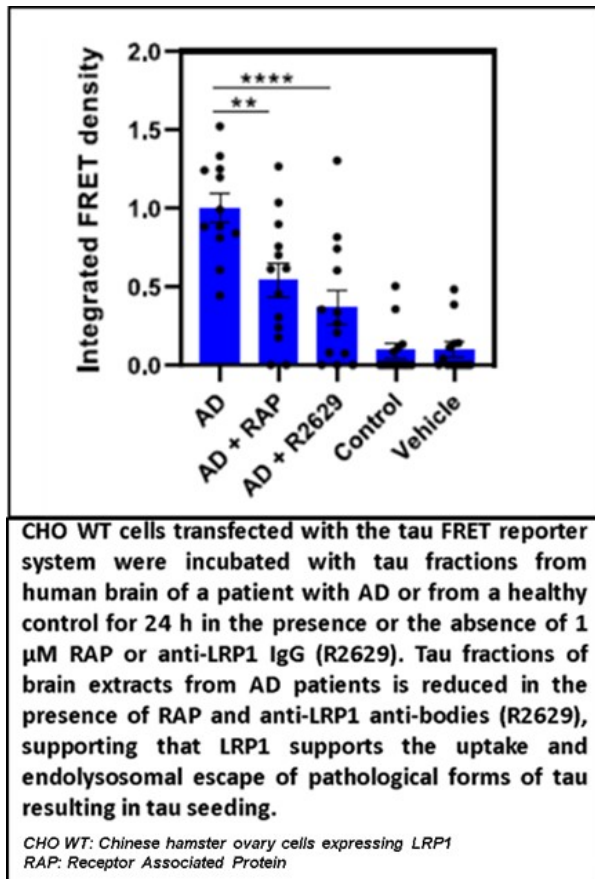 2.0
****
**
1.5
1.0
0.5
0.0
Integrated FRET density
AD
AD + RAP
AD + R2629
Control
Vehicle
CHO WT cells transfected with the tau FRET reporter
system were incubated with tau fractions from
human brain of a patient with AD or from a healthy
control for 24 h in the presence or the absence of 1
µM RAP or anti-LRP1 IgG (R2629). Tau fractions of
brain extracts from AD patients is reduced in the
presence of RAP and anti-LRP1 anti-bodies (R2629),
supporting that LRP1 supports the uptake and
endolysosomal escape of pathological forms of tau
resulting in tau seeding.
CHO WT: Chinese hamster ovary cells expressing LRP1
RAP: Receptor Associated Protein